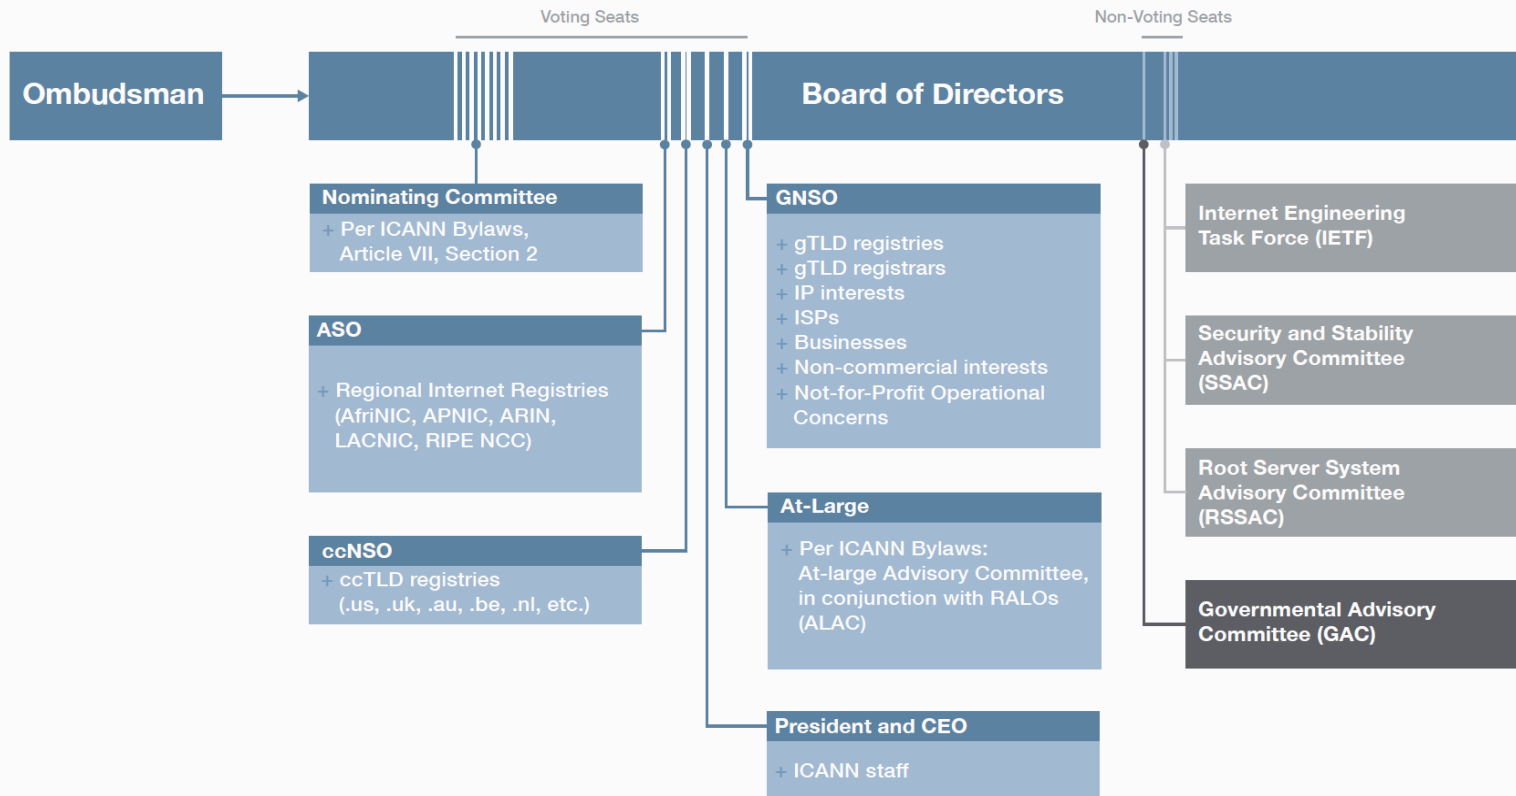 Voting Seats
Non-Voting Seats
Ombudsman
Board of Directors
Nominating Committee
+ Per ICANN Bylaws,
Article VII, Section 2
ASO
+ Regional Internet Registries
(AfriNIC, APNIC, ARIN,
LACNIC, RIPE NCC)
ccNSO
+ ccTLD registries
(.us, .uk, .au, .be, .nl, etc.)
GNSO
+ gTLD registries
+ gTLD registrars
+ IP interests
+ ISPs
+ Businesses
+ Non-commercial interests
+ Not-for-Profit Operational
Concerns
At-Large
+ Per ICANN Bylaws:
At-large Advisory Committee,
in conjunction with RALOs
(ALAC)
President and CEO
+ ICANN staff
Internet Engineering
Task Force (IETF)
Security and Stability
Advisory Committee
(SSAC)
Root Server System
Advisory Committee
(RSSAC)
Governmental Advisory
Committee (GAC)